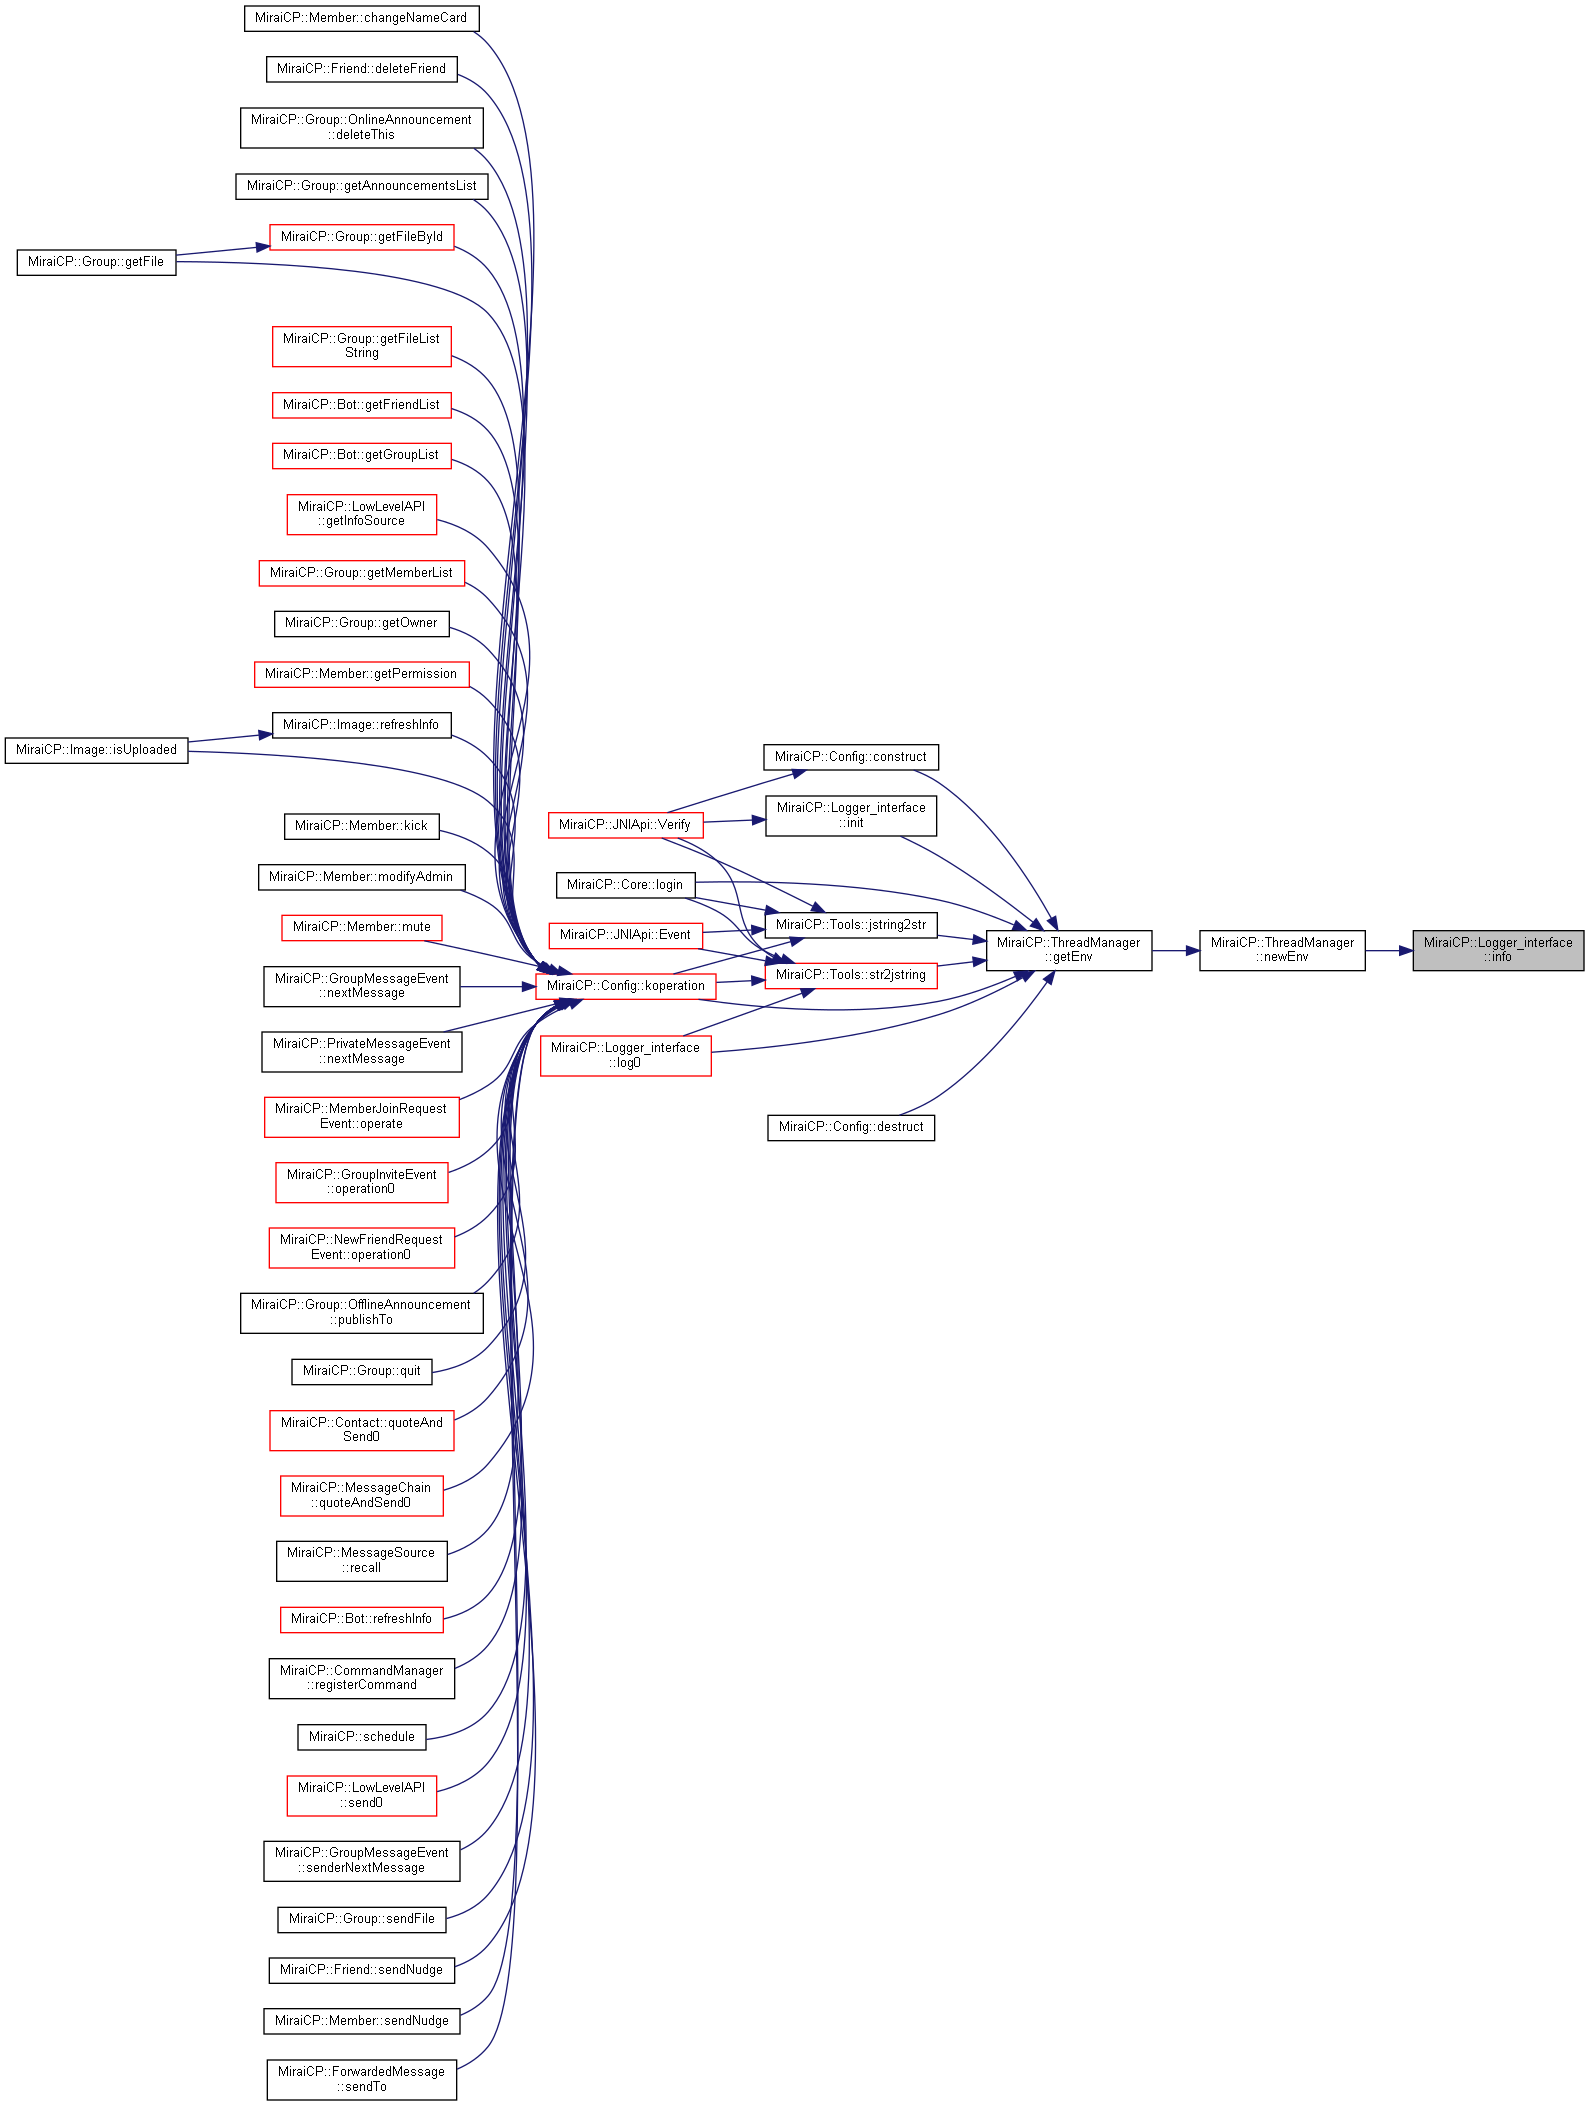 MiraiCP::Member::changeNameCard
MiraiCP::Friend::deleteFriend
MiraiCP::Group::OnlineAnnouncement
::deleteThis
MiraiCP::Group::getAnnouncementsList
MiraiCP::Group::getFileById
MiraiCP::Group::getFile
MiraiCP::Group::getFileList
String
MiraiCP::Bot::getFriendList
MiraiCP::Bot::getGroupList
MiraiCP::LowLevelAPI
::getInfoSource
MiraiCP::Group::getMemberList
MiraiCP::Group::getOwner
MiraiCP::Member::getPermission
MiraiCP::Image::refreshInfo
MiraiCP::Image::isUploaded
MiraiCP::Member::kick
MiraiCP::Member::modifyAdmin
MiraiCP::Member::mute
MiraiCP::GroupMessageEvent
::nextMessage
MiraiCP::PrivateMessageEvent
::nextMessage
MiraiCP::MemberJoinRequest
Event::operate
MiraiCP::GroupInviteEvent
::operation0
MiraiCP::NewFriendRequest
Event::operation0
MiraiCP::Group::OfflineAnnouncement
::publishTo
MiraiCP::Group::quit
MiraiCP::Contact::quoteAnd
Send0
MiraiCP::MessageChain
::quoteAndSend0
MiraiCP::MessageSource
::recall
MiraiCP::Bot::refreshInfo
MiraiCP::CommandManager
::registerCommand
MiraiCP::schedule
MiraiCP::LowLevelAPI
::send0
MiraiCP::GroupMessageEvent
::senderNextMessage
MiraiCP::Group::sendFile
MiraiCP::Friend::sendNudge
MiraiCP::Member::sendNudge
MiraiCP::ForwardedMessage
::sendTo
MiraiCP::JNIApi::Verify
MiraiCP::Core::login
MiraiCP::JNIApi::Event
MiraiCP::Config::koperation
MiraiCP::Logger_interface
::log0
MiraiCP::Config::construct
MiraiCP::Logger_interface
::init
MiraiCP::Tools::jstring2str
MiraiCP::Tools::str2jstring
MiraiCP::Config::destruct
MiraiCP::ThreadManager
::getEnv
MiraiCP::ThreadManager
::newEnv
MiraiCP::Logger_interface
::info